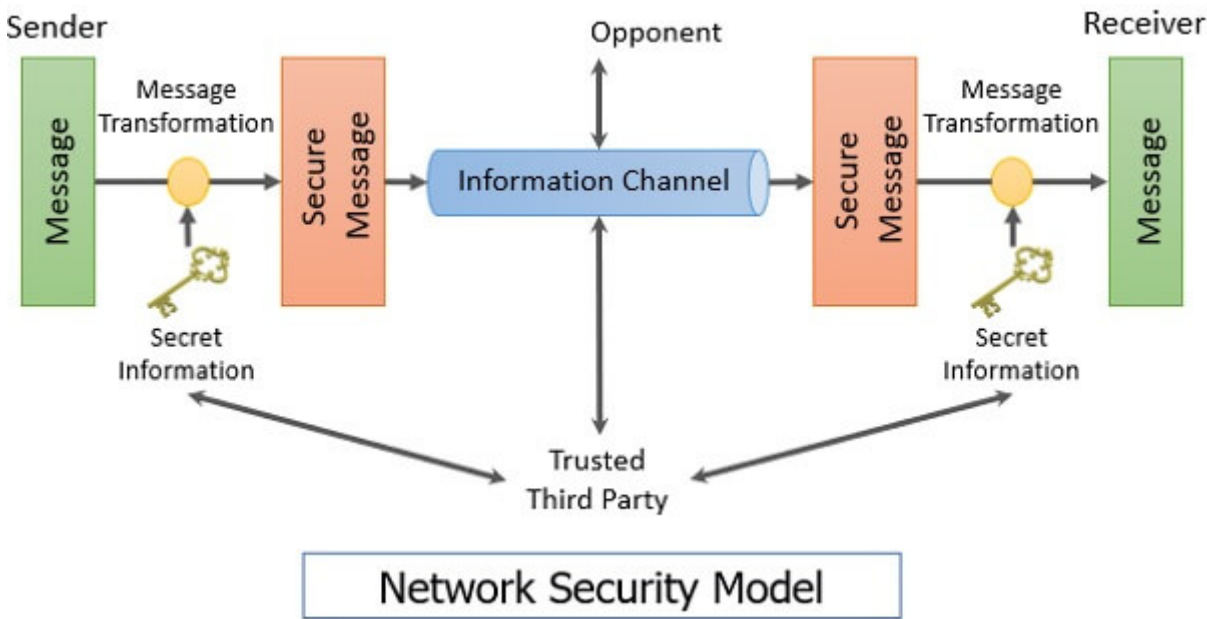 Sender
Opponent
Receiver
Message
Message
Transformation
Secure
Message
Information Channel
Secure
Message
Message
Transformation
Message
Secret
Information
Secret
Information
Trusted
Third Party
Network Security Model